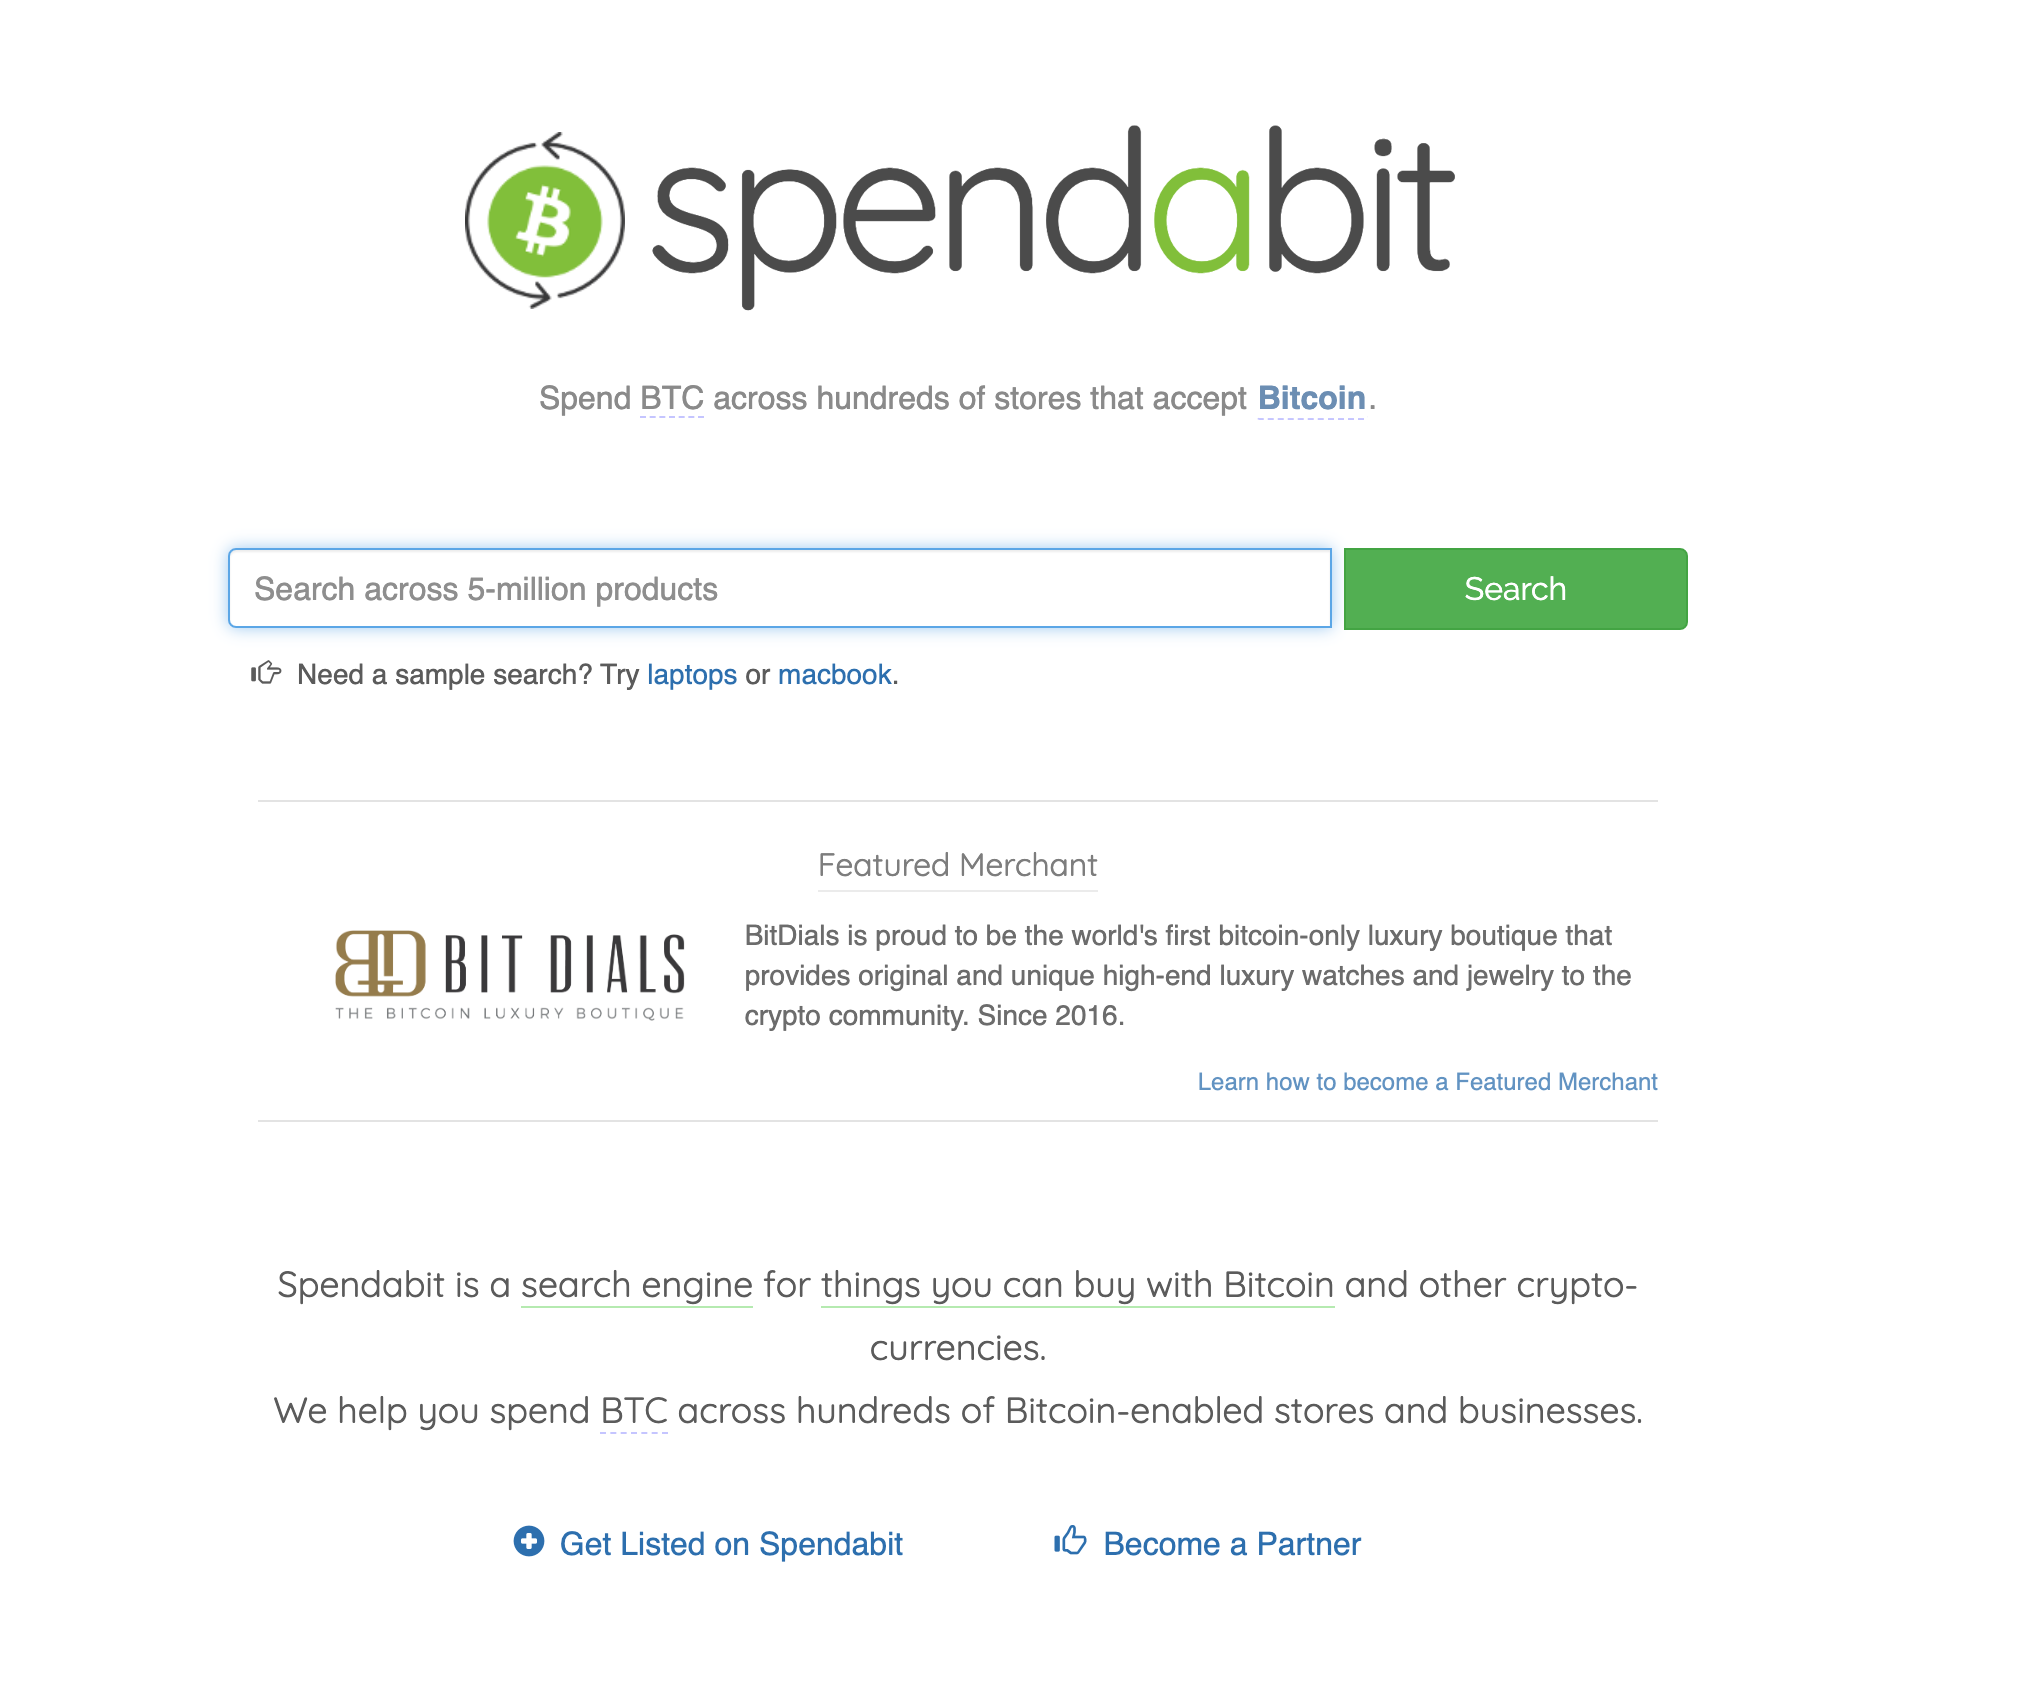 spendabit
Spend BTC across hundreds of stores that accept Bitcoin.
Search across 5-million products
Search
Need a sample search? Try laptops or macbook.
Featured Merchant
BIT DIALS
THE BITCOIN LUXURY BOUTIQUE
BitDials is proud to be the world's first bitcoin-only luxury boutique that
provides original and unique high-end luxury watches and jewelry to the
crypto community. Since 2016.
Learn how to become a Featured Merchant
Spendabit is a search engine for things you can buy with Bitcoin and other crypto-
currencies.
We help you spend BTC across hundreds of Bitcoin-enabled stores and businesses.
Get Listed on Spendabit
Become a Partner